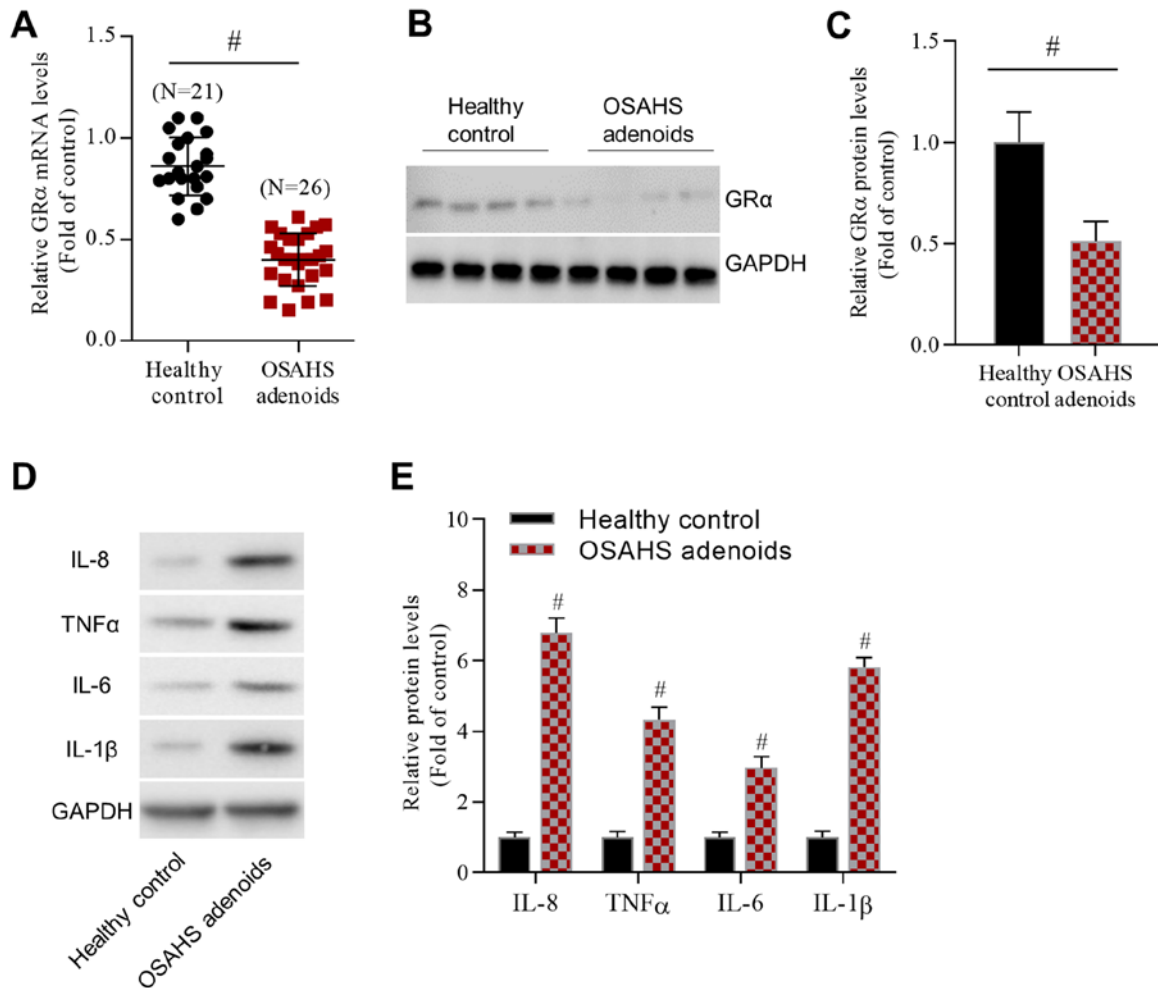 A
Relative GRα mRNA levels
(Fold of control)
1.5
1.0
0.5
0.0
#
(N=21)
(N=26)
Healthy
control
OSAHS
adenoids
B
Healthy
control
OSAHS
adenoids
GRα
GAPDH
C
Relative GRα protein levels
(Fold of control)
1.5
1.0
0.5
0.0
#
Healthy OSAHS
control adenoids
D
IL-8
TNFα
IL-6
IL-1β
GAPDH
Healthy control
OSAHS adenoids
E
Healthy control
OSAHS adenoids
Relative protein levels
(Fold of control)
10
8
6
4
2
0
#
#
#
#
IL-8
TNFα
IL-6
IL-1β